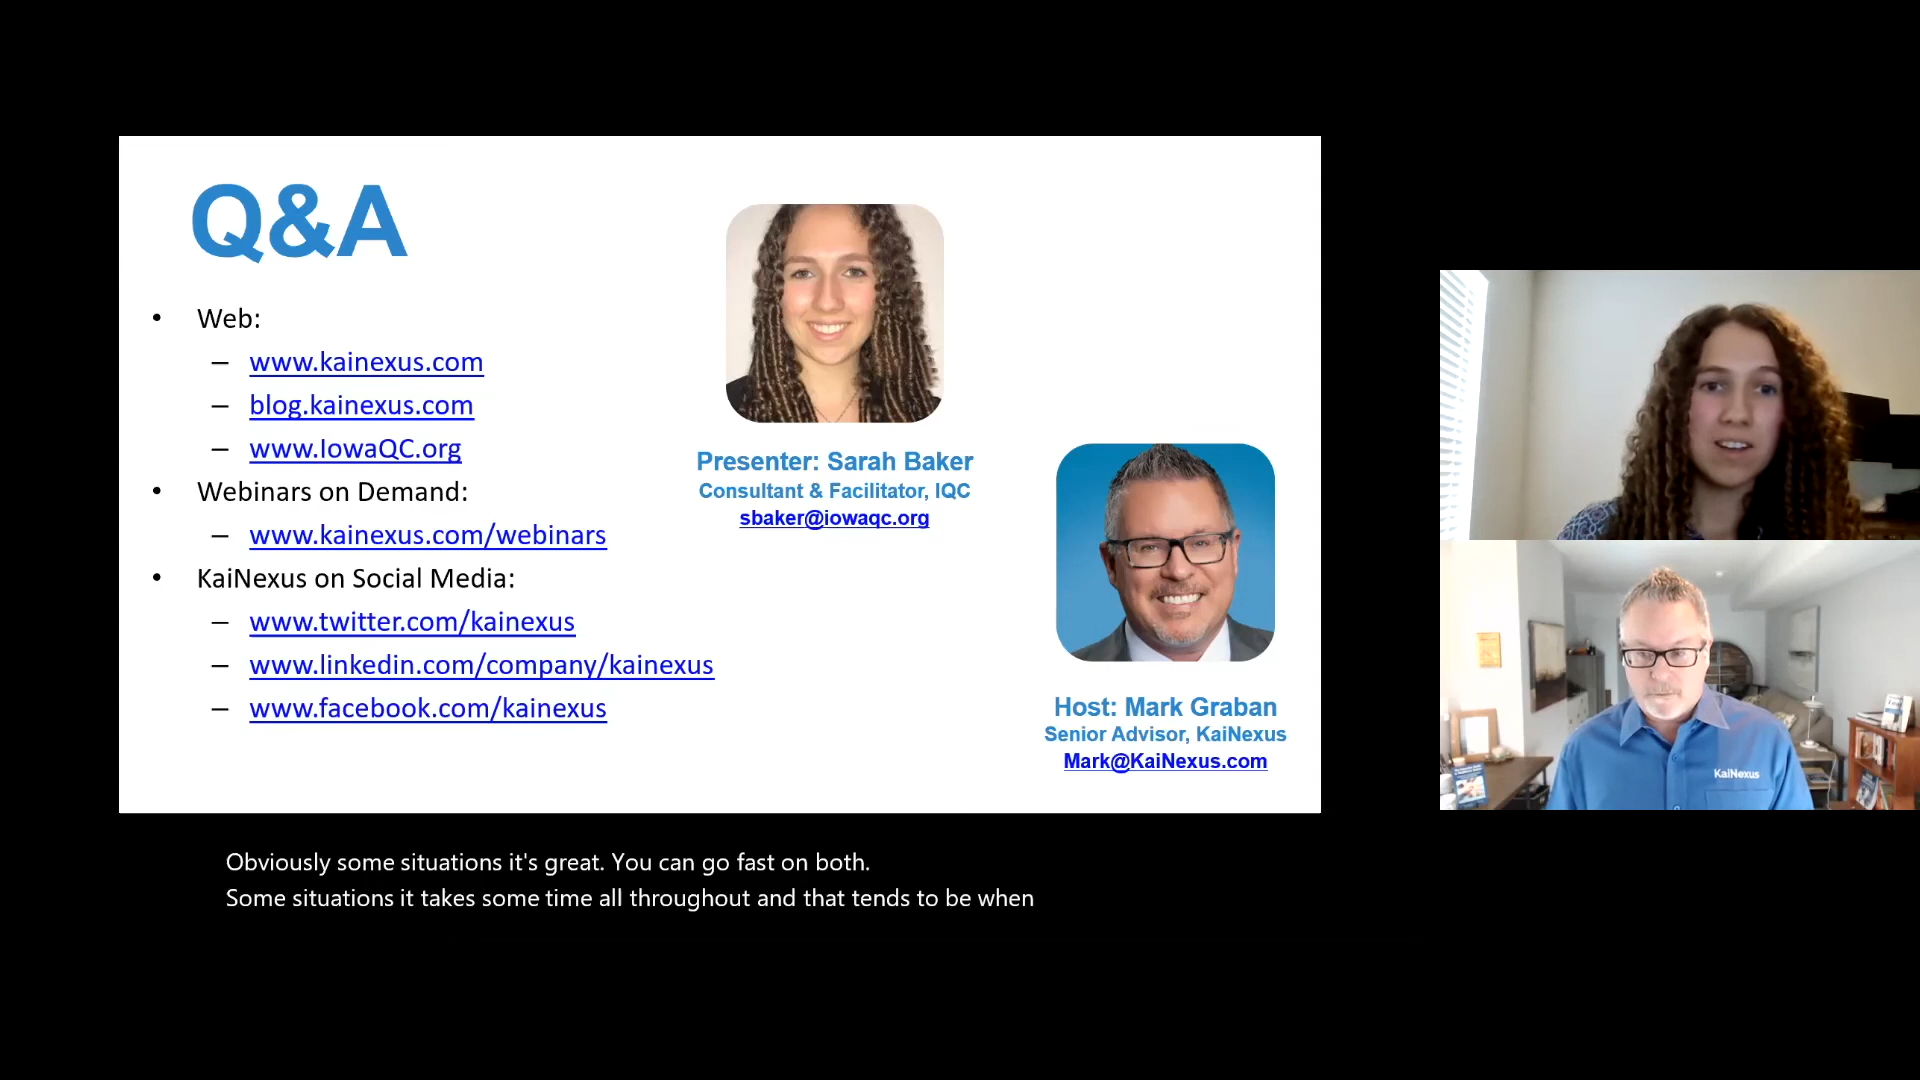 Q&A
• Web:
– www.kainexus.com
– blog.kainexus.com
– www.IowaQC.org
• Webinars on Demand:
– www.kainexus.com/webinars
• KaiNexus on Social Media:
– www.twitter.com/kainexus
– www.linkedin.com/company/kainexus
– www.facebook.com/kainexus
Presenter: Sarah Baker
Consultant & Facilitator, IQC
sbaker@iowaqc.org
Host: Mark Graban
Senior Advisor, KaiNexus
Mark@KaiNexus.com
KaiNexus
Obviously some situations it's great. You can go fast on both.
Some situations it takes some time all throughout and that tends to be when